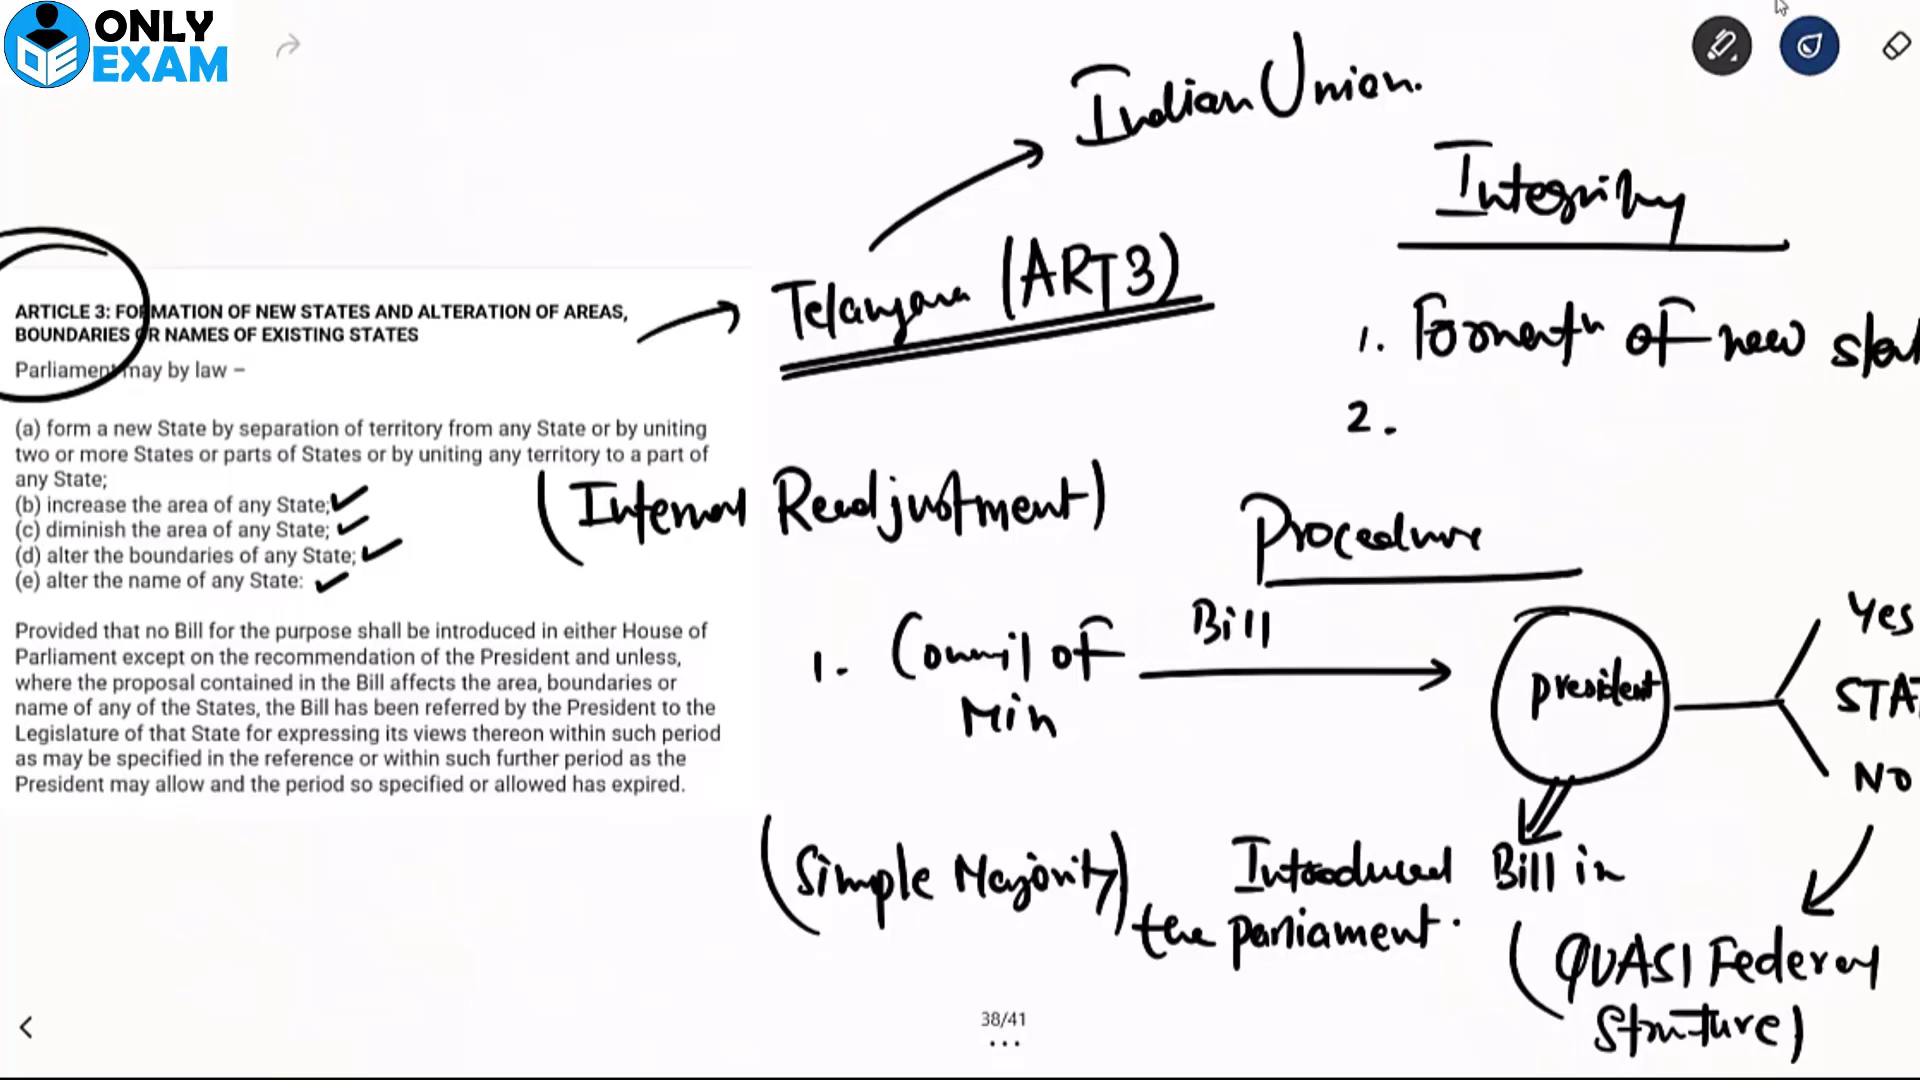 ONLY
EXAM
Indian Union.
Integrity
Telangana (ART 3)
ARTICLE 3: FORMATION OF NEW STATES AND ALTERATION OF AREAS,
BOUNDARIES OR NAMES OF EXISTING STATES
Parliament may by law –
1. Formatn of new stat
2.
(a) form a new State by separation of territory from any State or by uniting
two or more States or parts of States or by uniting any territory to a part of
any State;
(b) increase the area of any State;
(c) diminish the area of any State;
(d) alter the boundaries of any State;
(e) alter the name of any State:
(Internal Readjustment)
Procedure
Provided that no Bill for the purpose shall be introduced in either House of
Parliament except on the recommendation of the President and unless,
where the proposal contained in the Bill affects the area, boundaries or
name of any of the States, the Bill has been referred by the President to the
Legislature of that State for expressing its views thereon within such period
as may be specified in the reference or within such further period as the
President may allow and the period so specified or allowed has expired.
1. Council of
Min
Bill
president
Yes
STAT
NO
(Simple Majority)
Introduced Bill in
the parliament.
(QUASI Federal
Structure)
38/41